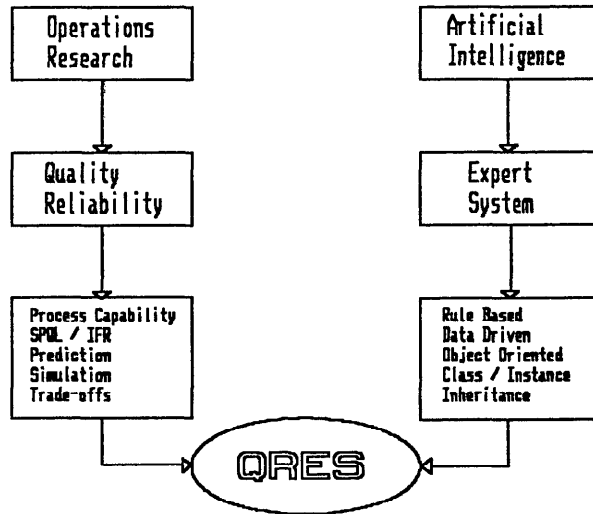 Operations
Research
Artificial
Intelligence
Quality
Reliability
Expert
System
Process Capability
SPQL / IFR
Prediction
Simulation
Trade-offs
Rule Based
Data Driven
Object Oriented
Class / Instance
Inheritance
QRES